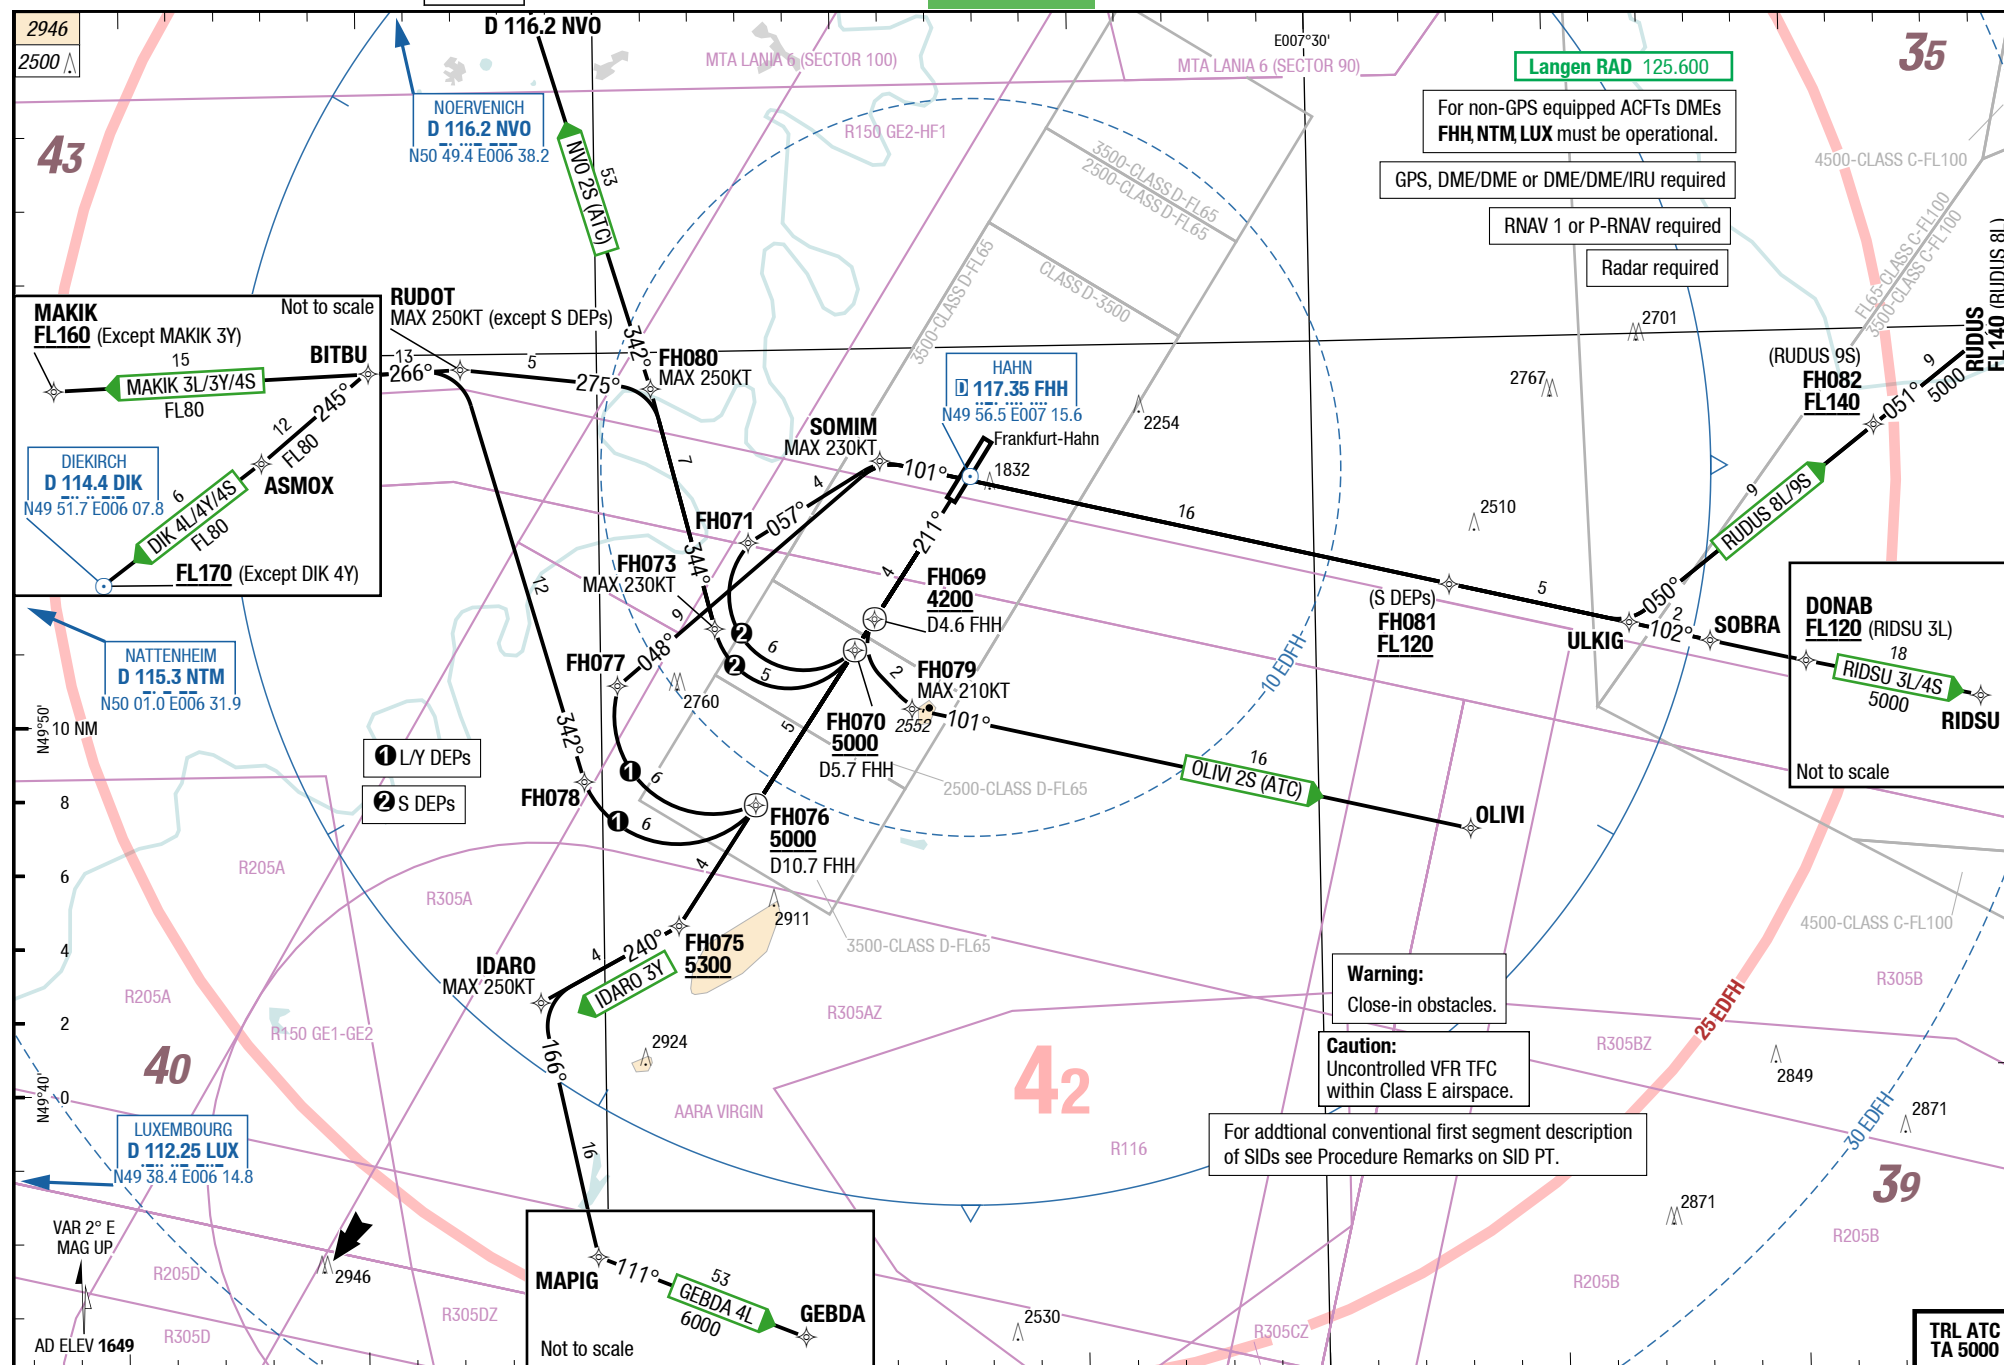 2946
2500
D 116.2 NVO
NOERVENICH
D 116.2 NVO
N50 49.4 E006 38.2
MTA LANIA 6 (SECTOR 100)
E007°30'
MTA LANIA 6 (SECTOR 90)
Langen RAD 125.600
35
For non-GPS equipped ACFTs DMEs
FHH, NTM, LUX must be operational.
GPS, DME/DME or DME/DME/IRU required
RNAV 1 or P-RNAV required
Radar required
43
R150 GE2-HF1
53
NVO 2S (ATC)
3500-CLASS D-FL65
2500-CLASS D-FL65
CLASS D-3500
3500-CLASS D-FL65
4500-CLASS C-FL100
FL65-CLASS C-FL100
3500-CLASS C-FL100
RUDUS
FL140 (RUDUS 8L)
MAKIK
FL160 (Except MAKIK 3Y)
Not to scale
15
MAKIK 3L/3Y/4S
FL80
BITBU
13
266°
245°
12
FL80
ASMOX
DIEKIRCH
D 114.4 DIK
N49 51.7 E006 07.8
6
DIK 4L/4Y/4S
FL80
FL170 (Except DIK 4Y)
RUDOT
MAX 250KT (except S DEPs)
5
275°
342°
FH080
MAX 250KT
7
344°
SOMIM
MAX 230KT
101°
HAHN
D 117.35 FHH
N49 56.5 E007 15.6
Frankfurt-Hahn
1832
2254
2701
2767
2510
(RUDUS 9S)
FH082
FL140
051°
9
5000
9
RUDUS 8L/9S
050°
16
5
(S DEPs)
FH081
FL120
ULKIG
2
102°
SOBRA
DONAB
FL120 (RIDSU 3L)
18
RIDSU 3L/4S
5000
RIDSU
Not to scale
4
057°
FH071
FH073
MAX 230KT
211°
4
FH069
4200
D4.6 FHH
12
9
048°
FH077
2
6
2
5
2760
2
FH079
MAX 210KT
2552
101°
10 EDFH
FH070
5000
D5.7 FHH
2500-CLASS D-FL65
5
16
OLIVI 2S (ATC)
OLIVI
NATTENHEIM
D 115.3 NTM
N50 01.0 E006 31.9
N49°50'
10 NM
8
6
4
2
0
N49°40'
1 L/Y DEPs
2 S DEPs
342°
FH078
1
6
1
6
FH076
5000
D10.7 FHH
4
2911
3500-CLASS D-FL65
FH075
5300
240°
4
IDARO 3Y
IDARO
MAX 250KT
166°
16
2924
R205A
R305A
R205A
R150 GE1-GE2
R305AZ
AARA VIRGIN
R116
40
42
39
Warning:
Close-in obstacles.
Caution:
Uncontrolled VFR TFC
within Class E airspace.
For addtional conventional first segment description
of SIDs see Procedure Remarks on SID PT.
4500-CLASS C-FL100
25 EDFH
R305B
R305BZ
2849
2871
30 EDFH
2871
R205B
R205B
R305CZ
2530
LUXEMBOURG
D 112.25 LUX
N49 38.4 E006 14.8
VAR 2° E
MAG UP
R205D
2946
R305DZ
R305D
AD ELEV 1649
MAPIG
111°
53
GEBDA 4L
6000
GEBDA
Not to scale
TRL ATC
TA 5000